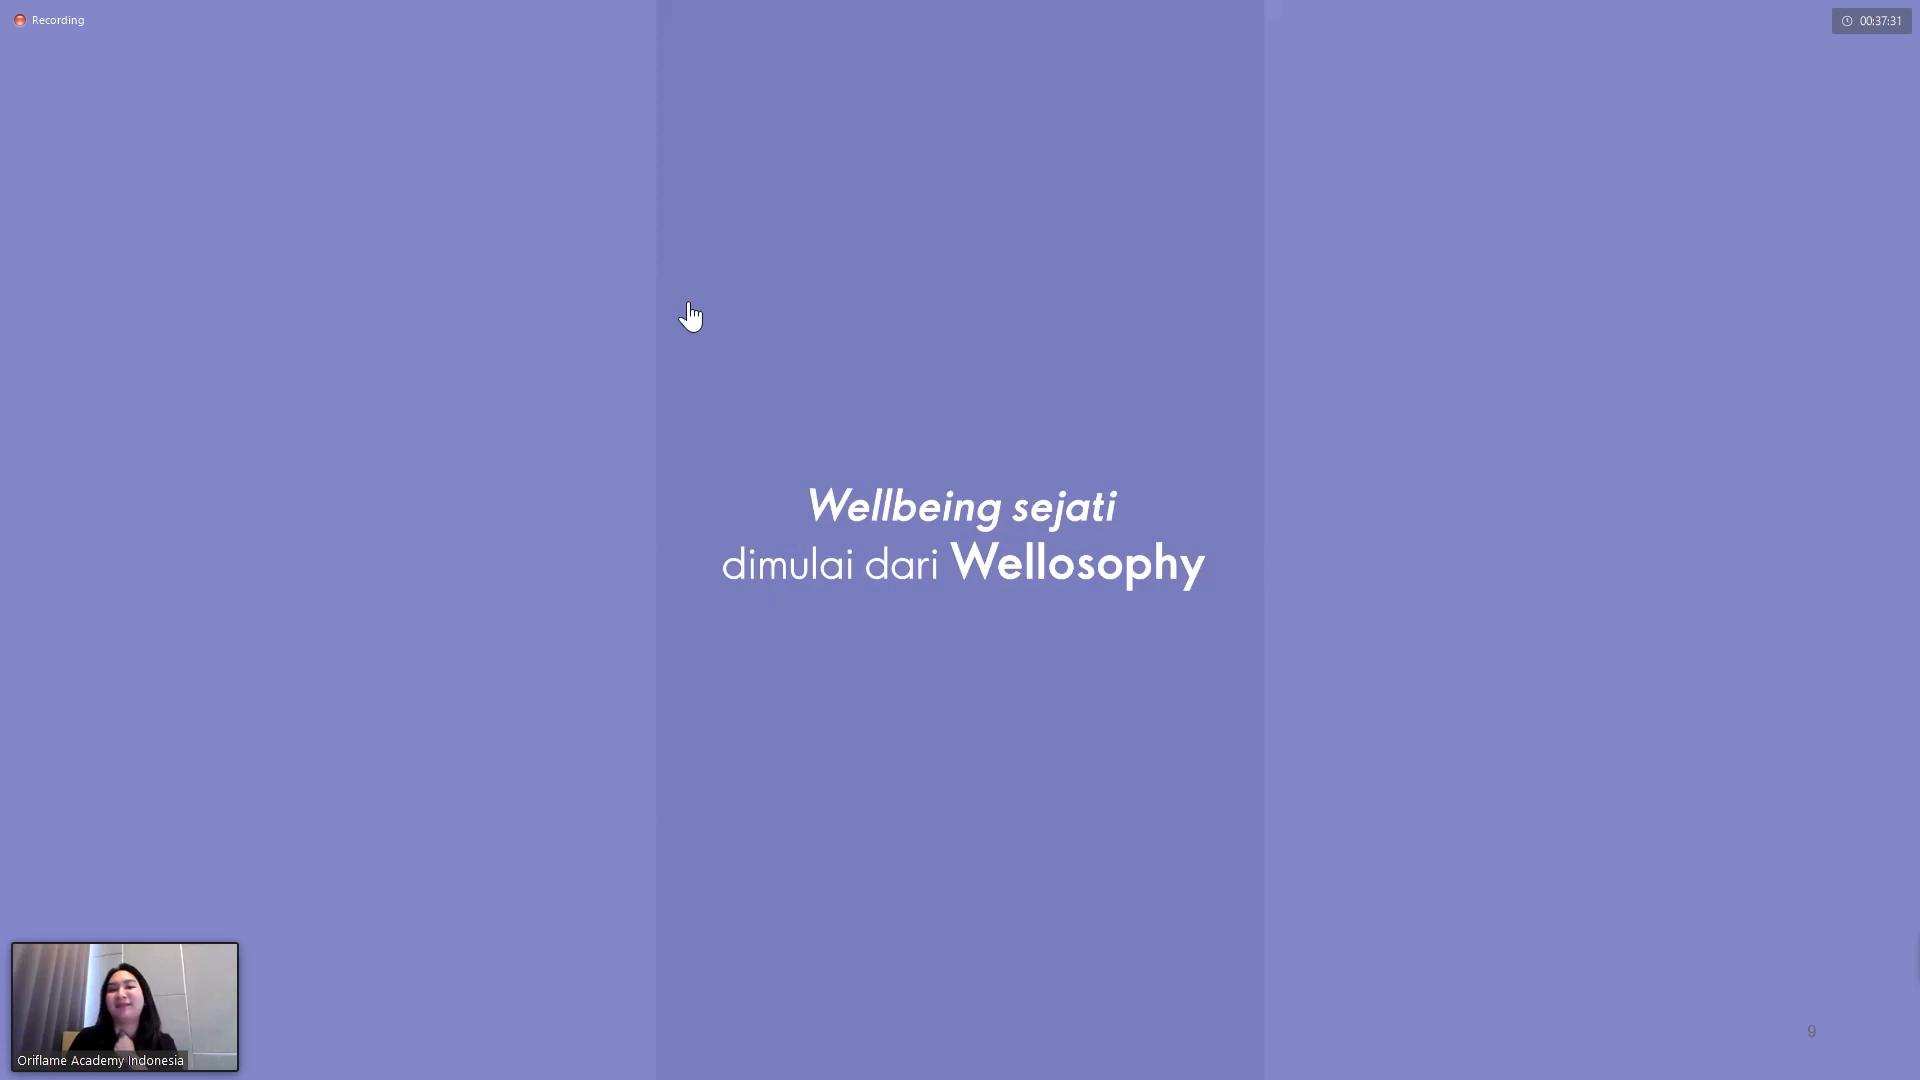 Recording
00:37:31
Wellbeing sejati
dimulai dari Wellosophy
Oriflame Academy Indonesia
9